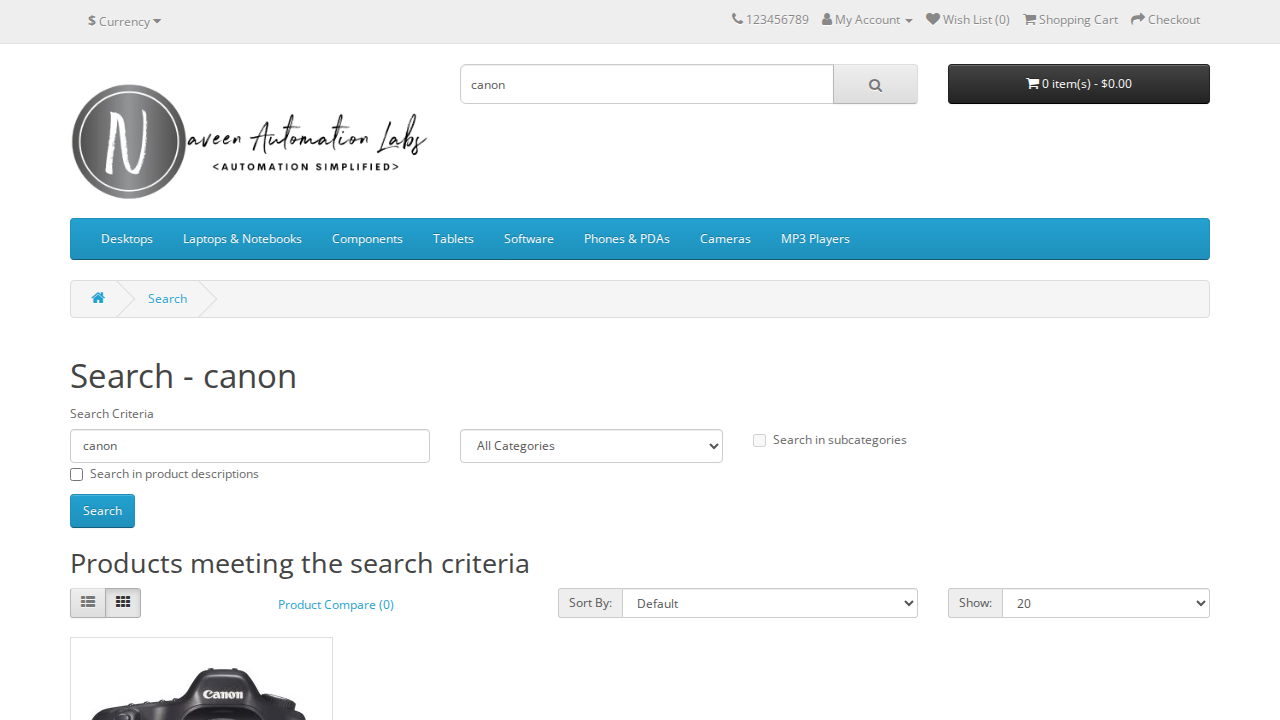 $ Currency
123456789 My Account Wish List (0) Shopping Cart Checkout
canon
0 item(s) - $0.00
N
aveen Automation Labs
<AUTOMATION SIMPLIFIED>
Desktops Laptops & Notebooks Components Tablets Software Phones & PDAs Cameras MP3 Players
Search
Search - canon
Search Criteria
canon All Categories Search in subcategories
Search in product descriptions
Search
Products meeting the search criteria
Product Compare (0) Sort By: Default Show: 20
Canon